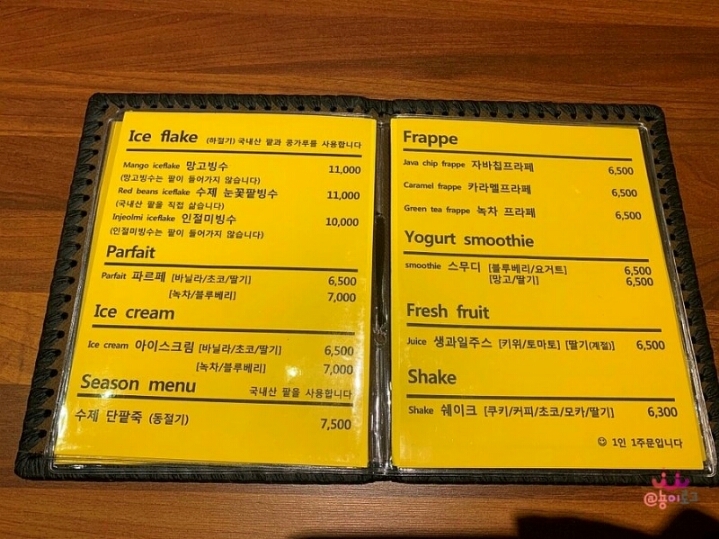 Ice flake (하절기) 국내산 팥과 콩가루를 사용합니다
Mango iceflake 망고빙수 11,000
(망고빙수는 팥이 들어가지 않습니다)
Red beans iceflake 수제 눈꽃팥빙수 11,000
(국내산 팥을 직접 삶습니다)
Injeolmi iceflake 인절미빙수 10,000
(인절미빙수는 팥이 들어가지 않습니다)
Parfait
Parfait 파르페 [바닐라/초코/딸기] 6,500
[녹차/블루베리] 7,000
Ice cream
Ice cream 아이스크림 [바닐라/초코/딸기] 6,500
[녹차/블루베리] 7,000
Season menu 국내산 팥을 사용합니다
수제 단팥죽 (동절기) 7,500
Frappe
Java chip frappe 자바칩프라페 6,500
Caramel frappe 카라멜프라페 6,500
Green tea frappe 녹차 프라페 6,500
Yogurt smoothie
smoothie 스무디 [블루베리/요거트] 6,500
[망고/딸기] 6,500
Fresh fruit
Juice 생과일주스 [키위/토마토] [딸기(계절)] 6,500
Shake
Shake 쉐이크 [쿠키/커피/초코/모카/딸기] 6,300
☺ 1인 1주문입니다